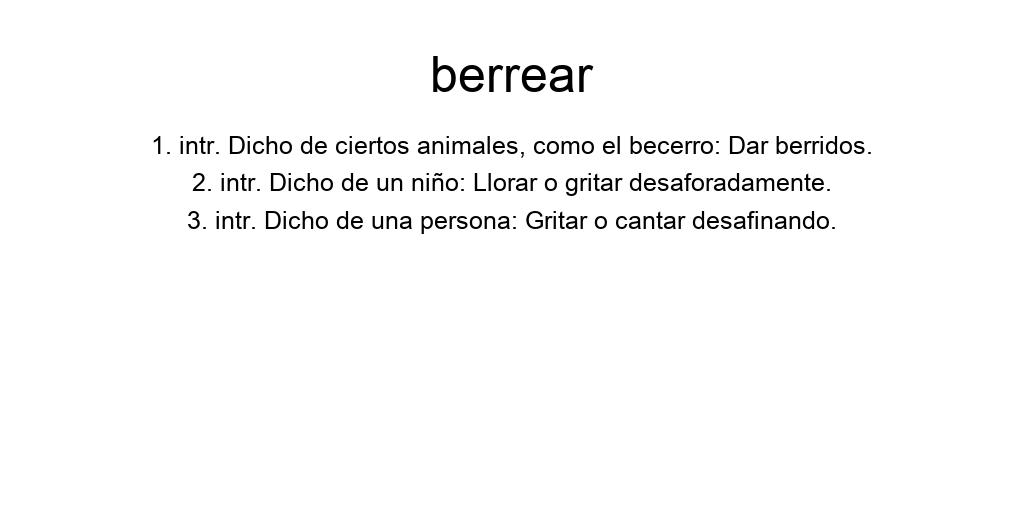 berrear
1. intr. Dicho de ciertos animales, como el becerro: Dar berridos.
2. intr. Dicho de un niño: Llorar o gritar desaforadamente.
3. intr. Dicho de una persona: Gritar o cantar desafinando.